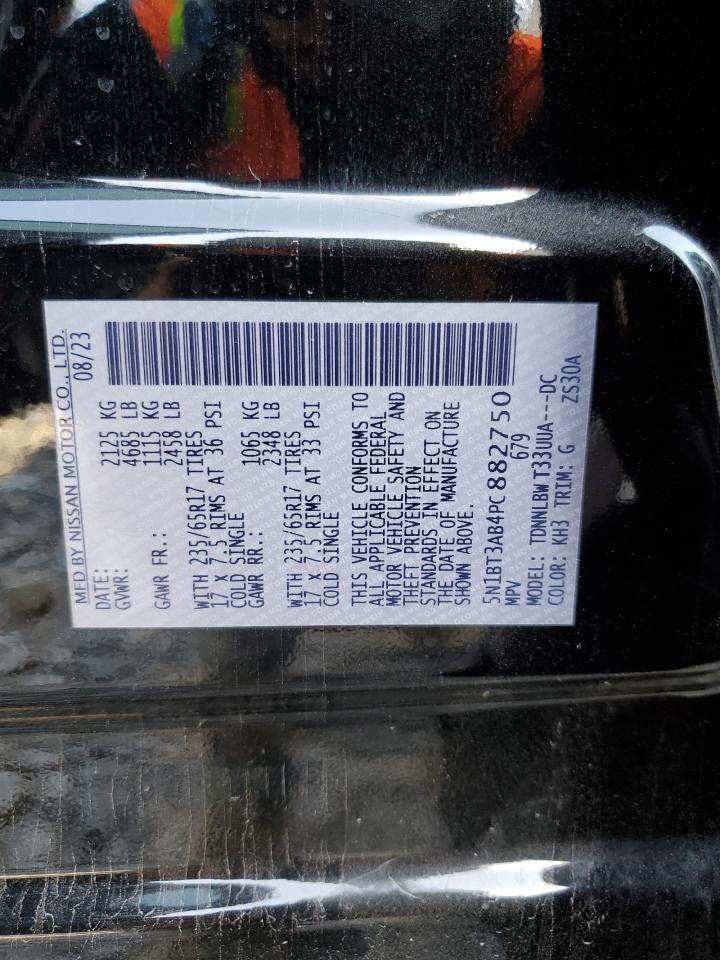 MFD BY NISSAN MOTOR CO., LTD.
DATE: 08/23
GVWR: 2125 KG
4685 LB
GAWR FR.: 1115 KG
2458 LB
WITH 235/65R17 TIRES
17 X 7.5 RIMS AT 36 PSI
COLD SINGLE
GAWR RR.: 1065 KG
2348 LB
WITH 235/65R17 TIRES
17 X 7.5 RIMS AT 33 PSI
COLD SINGLE
THIS VEHICLE CONFORMS TO
ALL APPLICABLE FEDERAL
MOTOR VEHICLE SAFETY AND
THEFT PREVENTION
STANDARDS IN EFFECT ON
THE DATE OF MANUFACTURE
SHOWN ABOVE.
5N1BT3AB4PC882750
MPV 679
MODEL: TDNNLBW T33UUA---DC
COLOR: KH3 TRIM: G ZS30A